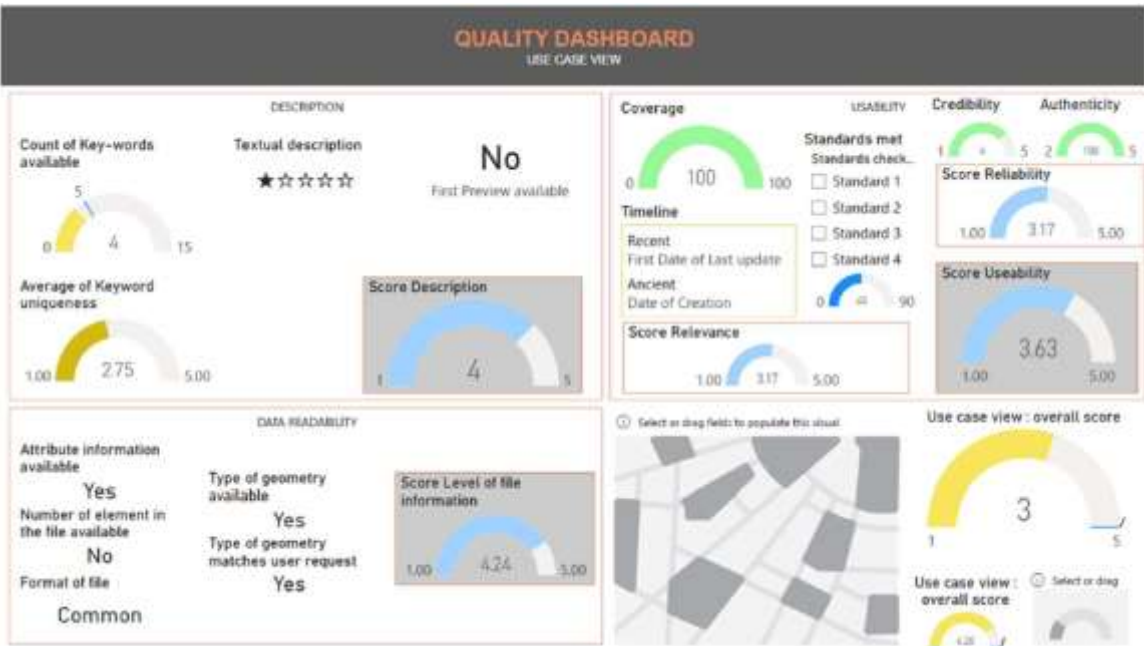 QUALITY DASHBOARD
USE CASE VIEW
DESCRIPTION
Count of Key-words
available
5
0
4
15
Textual description
No
First Preview available
Average of Keyword
uniqueness
1.00
2.75
5.00
Score Description
1
4
5
USABILITY
Coverage
0
100
100
Timeline
Recent
First Date of Last update
Ancient
Date of Creation
Standards met
Standards check...
Standard 1
Standard 2
Standard 3
Standard 4
0
90
Credibility
1
5
Authenticity
2
100
5
Score Reliability
1.00
3.17
5.00
Score Relevance
1.00
3.17
5.00
Score Useability
3.63
1.00
5.00
DATA READABILITY
Attribute information
available
Yes
Number of element in
the file available
No
Format of file
Common
Type of geometry
available
Yes
Type of geometry
matches user request
Yes
Score Level of file
information
1.00
4.24
5.00
Select or drag fields to populate this visual
Use case view : overall score
3
1
5
Use case view :
overall score
Select or drag